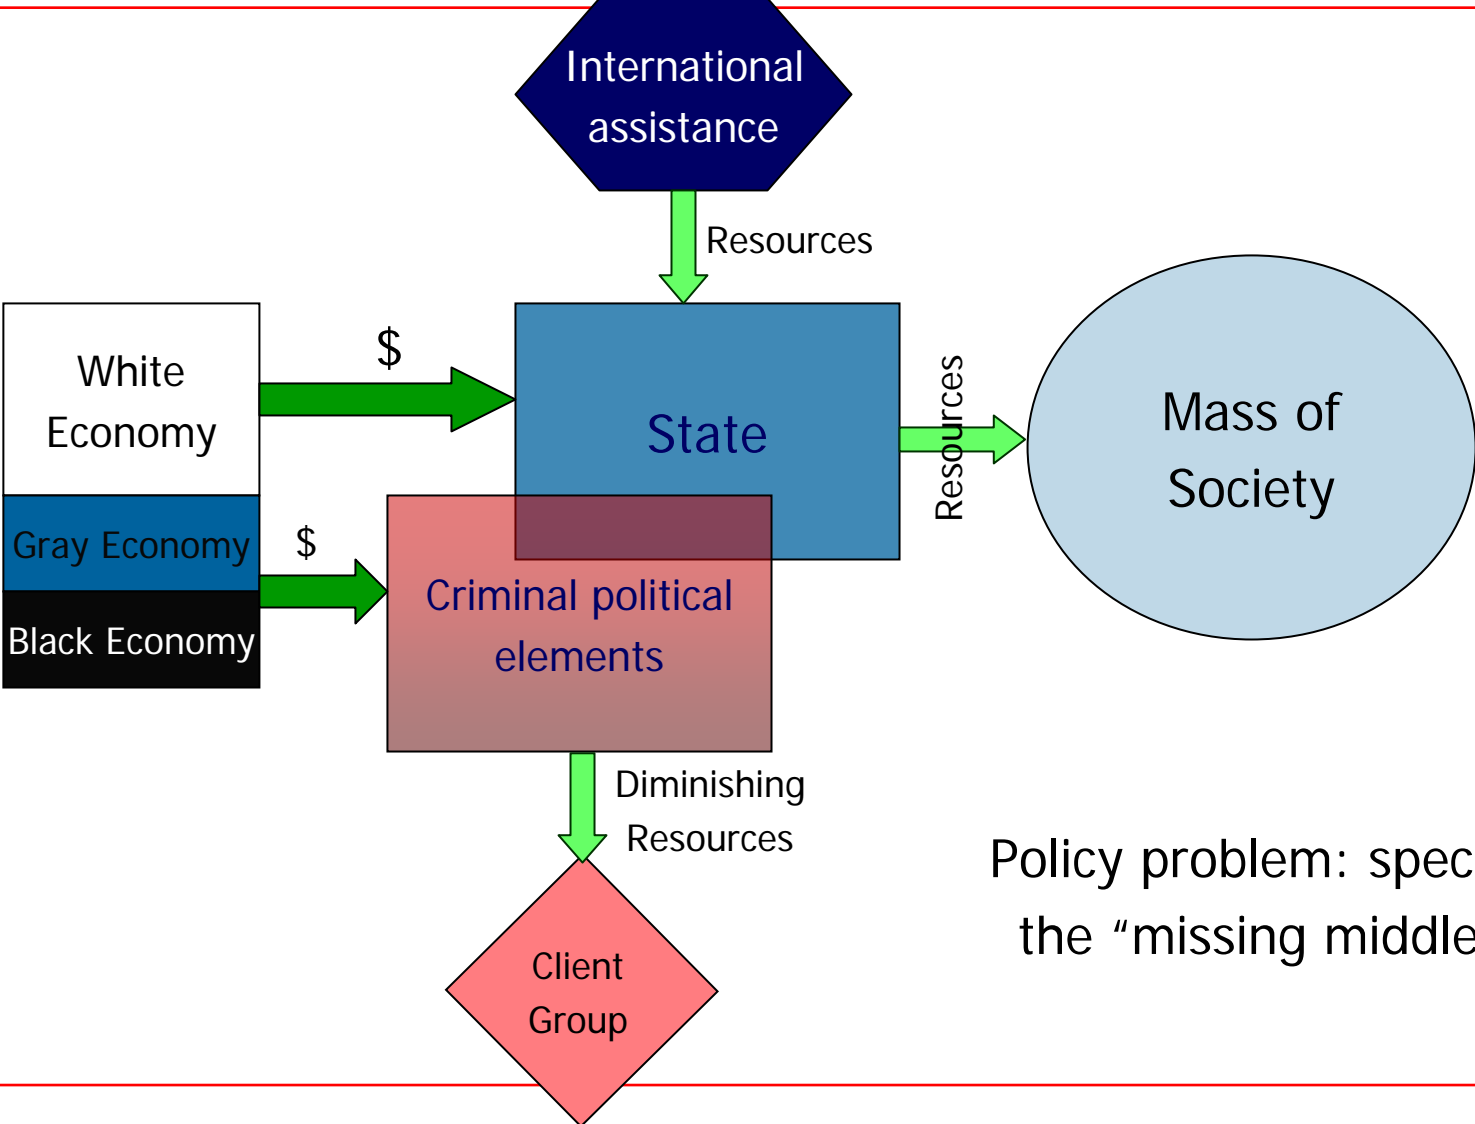 International
assistance
Resources
$
White
Economy
State
Resources
Mass of
Society
Gray Economy
$
Black Economy
Criminal political
elements
Diminishing
Resources
Policy problem:
the “missing middle
Client
Group